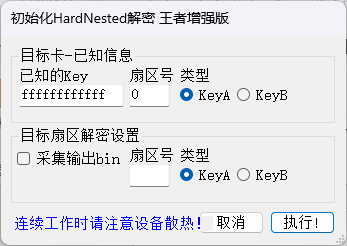 初始化HardNested解密 王者增强版
目标卡-已知信息
已知的Key 扇区号 类型
ffffffffffff 0 KeyA KeyB
目标扇区解密设置
采集输出bin 扇区号 类型
KeyA KeyB
连续工作时请注意设备散热! 取消 执行!